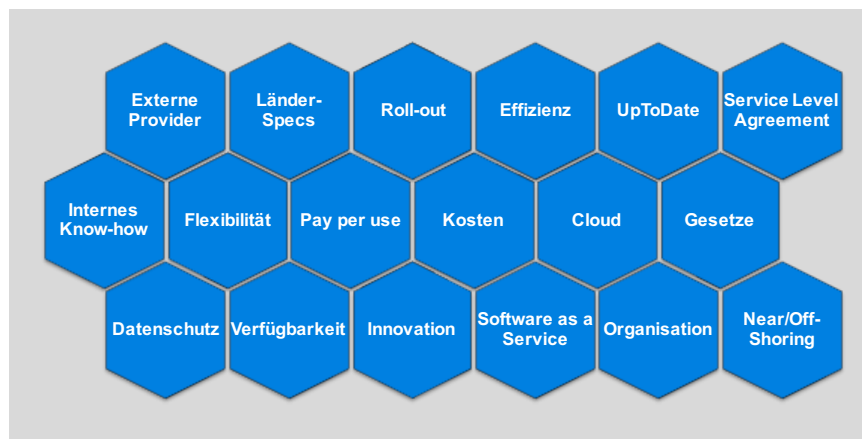 Externe
Provider
Länder-
Specs
Roll-out
Effizienz
UpToDate
Service Level
Agreement
Internes
Know-how
Flexibilität
Pay per use
Kosten
Cloud
Gesetze
Datenschutz
Verfügbarkeit
Innovation
Software as a
Service
Organisation
Near/Off-
Shoring